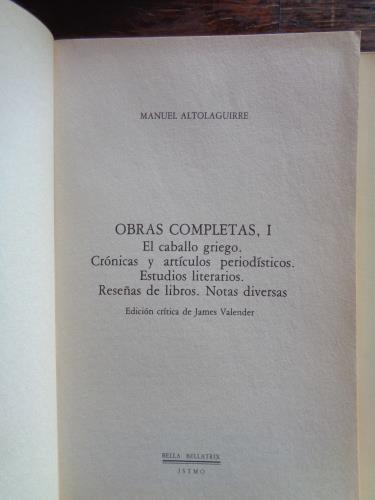 MANUEL ALTOLAGUIRRE
OBRAS COMPLETAS, I
El caballo griego.
Crónicas y artículos periodísticos.
Estudios literarios.
Reseñas de libros. Notas diversas
Edición crítica de James Valender
BELLA BELLATRIX
ISTMO